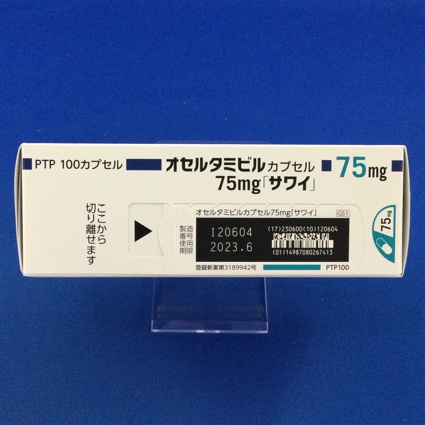 PTP 100カプセル
オセルタミビルカプセル 75mg
75mg「サワイ」
ここから
切り離せます
オセルタミビルカプセル75mg「サワイ」 GS1
製造番号 120604
使用期限 2023.6
(17)230600(10)120604
(01)14987080267413
登録新案第3189942号
PTP100
75mg